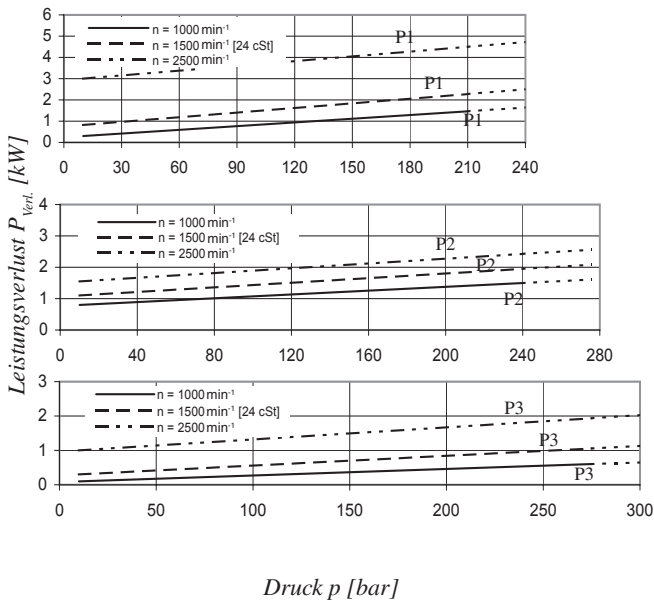 Leistungsverlust P_Verl. [kW]
6
5
4
3
2
1
0
n = 1000 min⁻¹
n = 1500 min⁻¹ [24 cSt]
n = 2500 min⁻¹
P1
P1
P1
0 30 60 90 120 150 180 210 240
4
3
2
1
0
n = 1000 min⁻¹
n = 1500 min⁻¹ [24 cSt]
n = 2500 min⁻¹
P2
P2
P2
0 40 80 120 160 200 240 280
3
2
1
0
n = 1000 min⁻¹
n = 1500 min⁻¹ [24 cSt]
n = 2500 min⁻¹
P3
P3
P3
0 50 100 150 200 250 300
Druck p [bar]